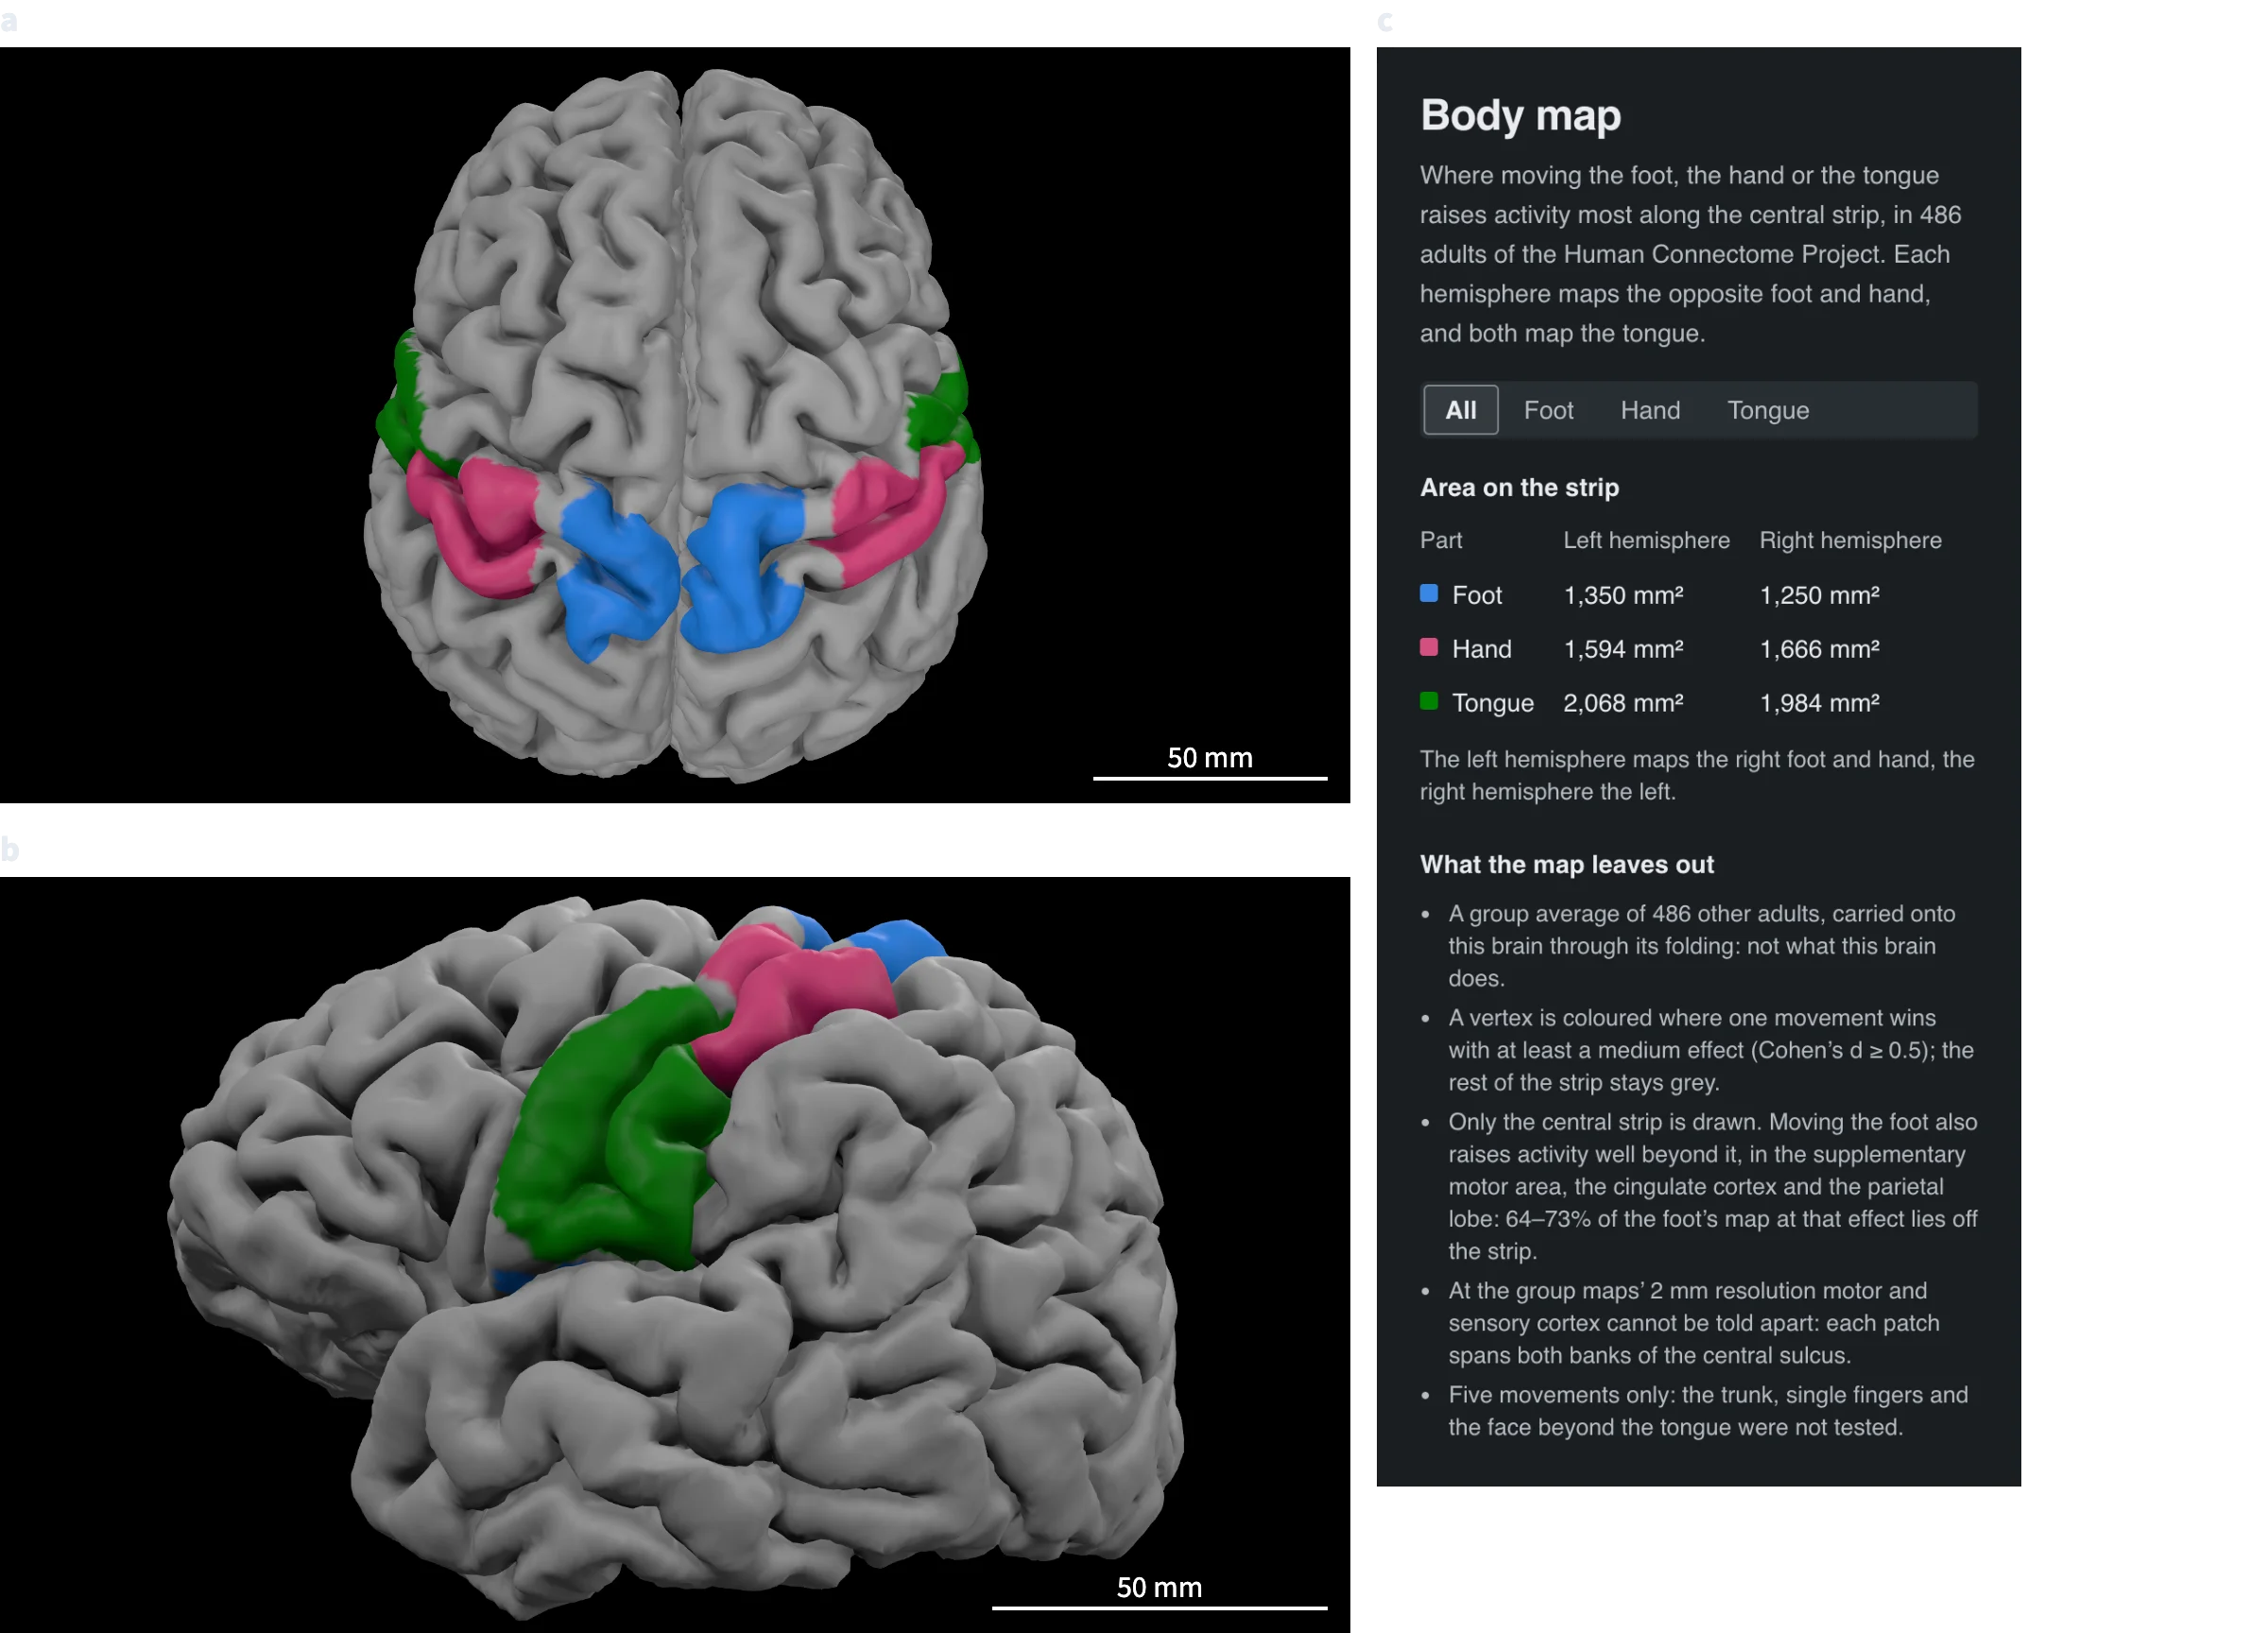 a
50 mm
b
50 mm
c
Body map
Where moving the foot, the hand or the tongue
raises activity most along the central strip, in 486
adults of the Human Connectome Project. Each
hemisphere maps the opposite foot and hand,
and both map the tongue.
All Foot Hand Tongue
Area on the strip
Part Left hemisphere Right hemisphere
Foot 1,350 mm² 1,250 mm²
Hand 1,594 mm² 1,666 mm²
Tongue 2,068 mm² 1,984 mm²
The left hemisphere maps the right foot and hand, the
right hemisphere the left.
What the map leaves out
• A group average of 486 other adults, carried onto
this brain through its folding: not what this brain
does.
• A vertex is coloured where one movement wins
with at least a medium effect (Cohen’s d ≥ 0.5); the
rest of the strip stays grey.
• Only the central strip is drawn. Moving the foot also
raises activity well beyond it, in the supplementary
motor area, the cingulate cortex and the parietal
lobe: 64–73% of the foot’s map at that effect lies off
the strip.
• At the group maps’ 2 mm resolution motor and
sensory cortex cannot be told apart: each patch
spans both banks of the central sulcus.
• Five movements only: the trunk, single fingers and
the face beyond the tongue were not tested.